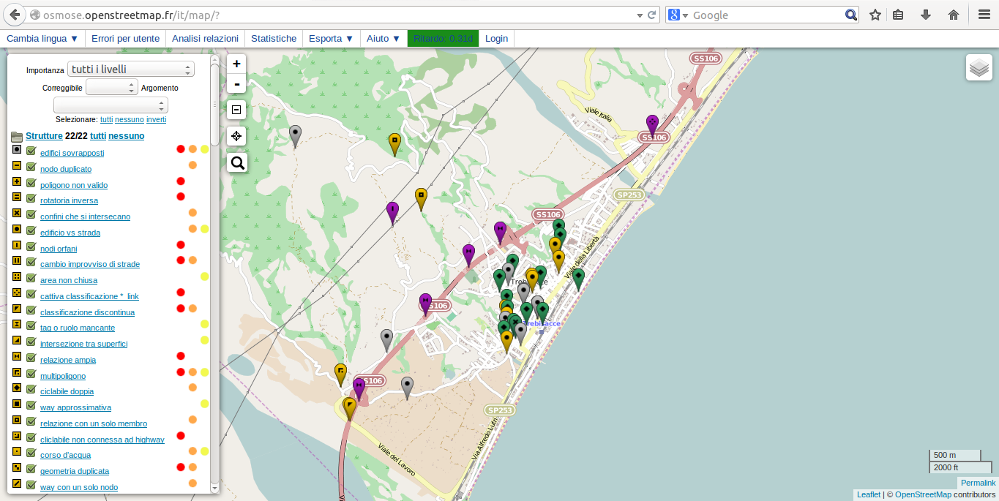 osmose.openstreetmap.fr/it/map/?
Google
Cambia lingua ▼ Errori per utente Analisi relazioni Statistiche Esporta ▼ Aiuto ▼ Ritardo: 0.31d Login
Importanza tutti i livelli
Correggibile Argomento
Selezionare: tutti nessuno inverti
Strutture 22/22 tutti nessuno
edifici sovrapposti
nodo duplicato
poligono non valido
rotatoria inversa
confini che si intersecano
edificio vs strada
nodi orfani
cambio improvviso di strade
area non chiusa
cattiva classificazione *_link
classificazione discontinua
tag o ruolo mancante
intersezione tra superfici
relazione ampia
multipoligono
ciclabile doppia
way approssimativa
relazione con un solo membro
cliclabile non connessa ad highway
corso d'acqua
geometria duplicata
way con un solo nodo
+
-
SS106
Viale Italia
SS106
SP253
SS106
Viale della Libertà
Trebisacce
SS106
Trebisacce
SS106
SP253
Via Alfredo Lutri
Viale del Lavoro
500 m
2000 ft
Permalink
Leaflet | © OpenStreetMap contributors